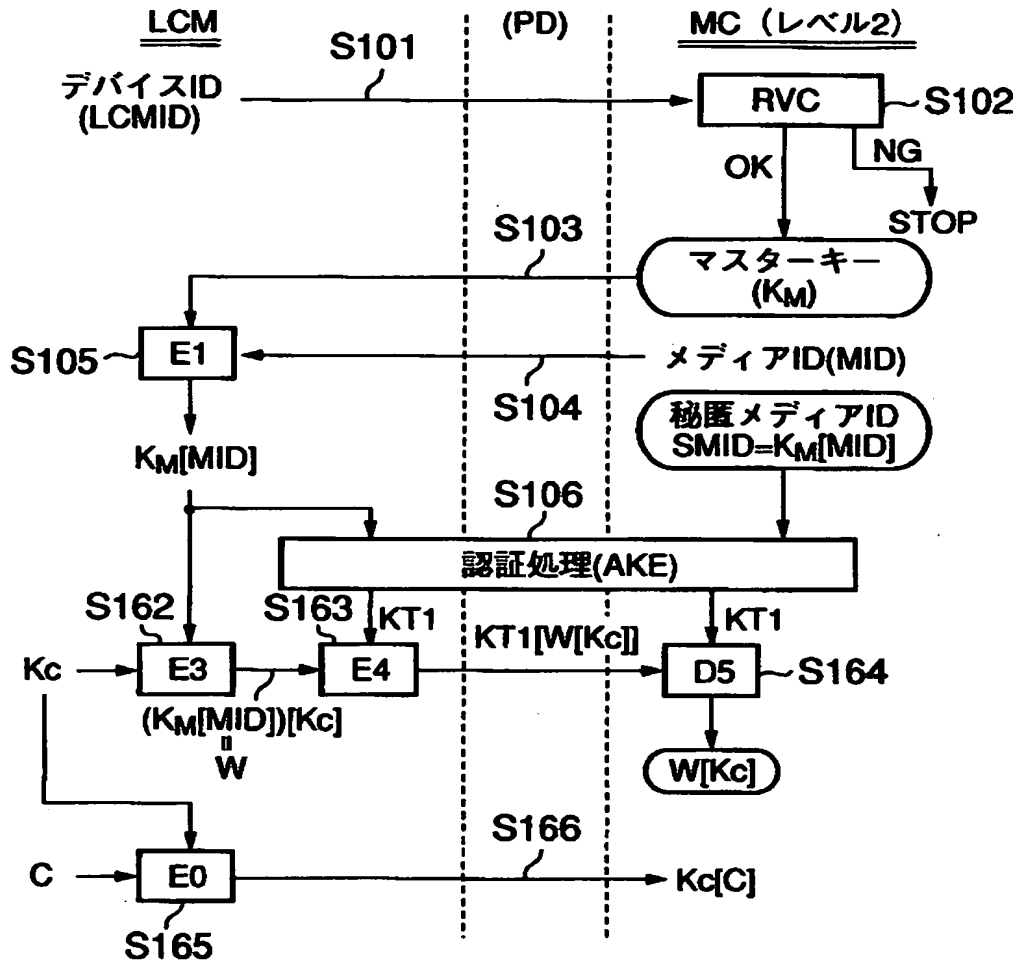 LCM
(PD)
MC（レベル2）
S101
デバイスID
(LCMID)
RVC
S102
OK
NG
STOP
S103
マスターキー
(KM)
S105
E1
メディアID(MID)
S104
秘匿メディアID
SMID=KM[MID]
KM[MID]
S106
認証処理(AKE)
S162
S163
KT1
KT1[W[Kc]]
KT1
Kc
E3
E4
D5
S164
(KM[MID])[Kc]
=
W
W[Kc]
S166
C
E0
Kc[C]
S165